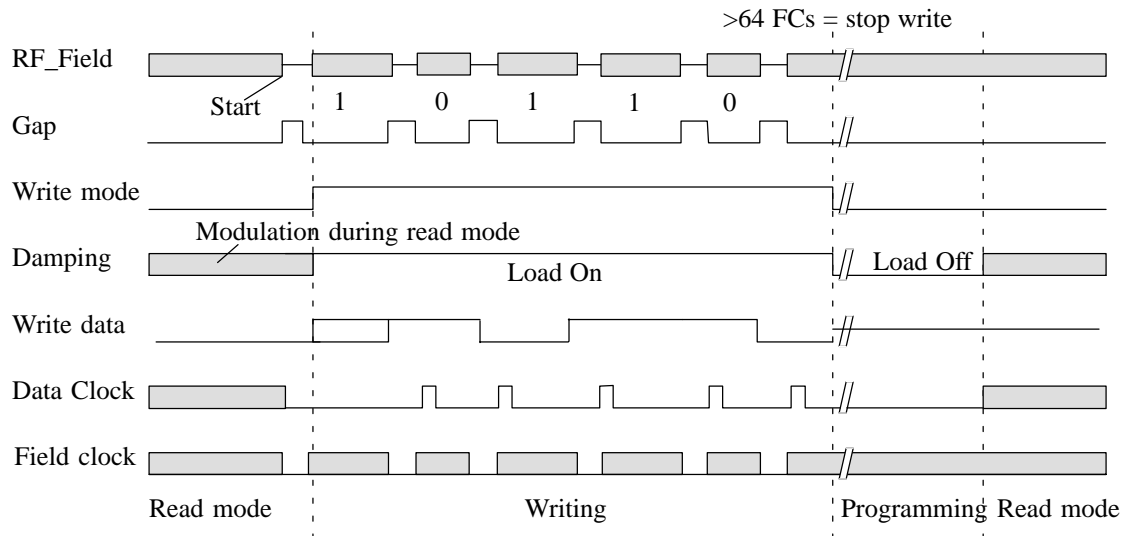 >64 FCs = stop write
RF_Field
Start 1 0 1 1 0
Gap
Write mode
Modulation during read mode
Damping Load On Load Off
Write data
Data Clock
Field clock
Read mode Writing Programming Read mode